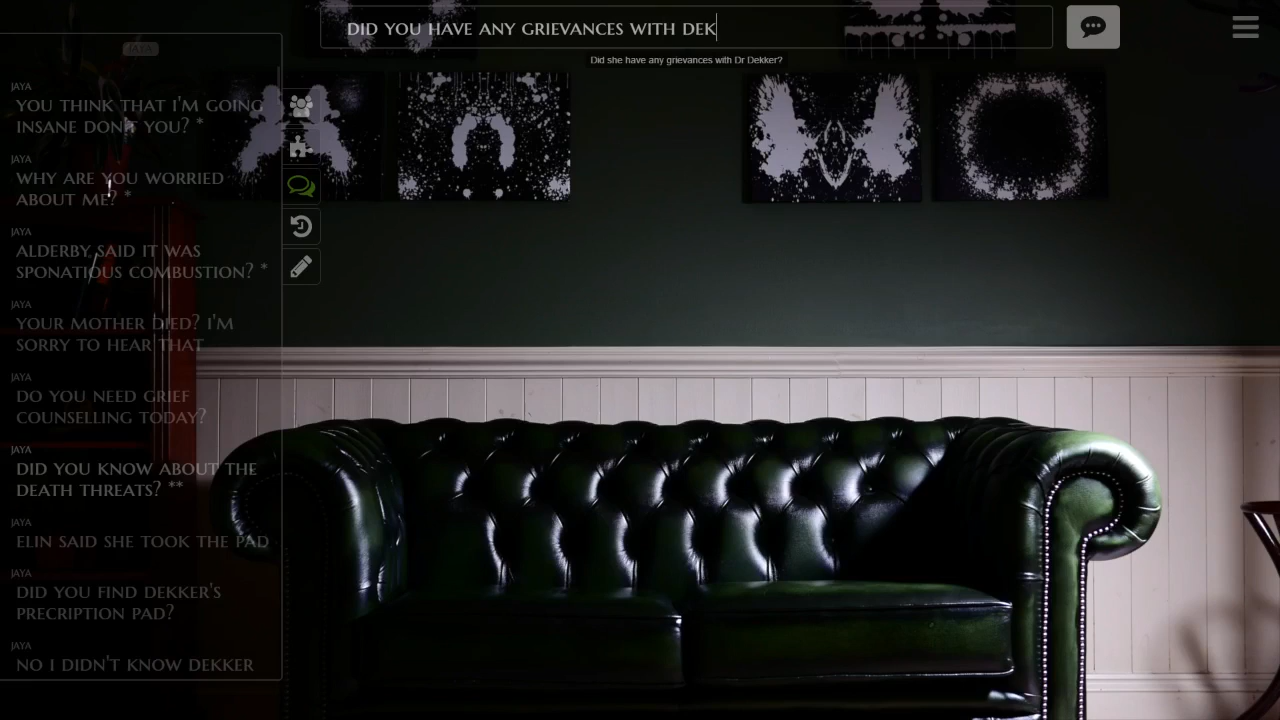 DID YOU HAVE ANY GRIEVANCES WITH DEK
Did she have any grievances with Dr Dekker?
JAYA
JAYA
YOU THINK THAT I'M GOING
INSANE DON'T YOU? *
JAYA
WHY ARE YOU WORRIED
ABOUT ME? *
JAYA
ALDERBY SAID IT WAS
SPONATIOUS COMBUSTION? *
JAYA
YOUR MOTHER DIED? I'M
SORRY TO HEAR THAT
JAYA
DO YOU NEED GRIEF
COUNSELLING TODAY?
JAYA
DID YOU KNOW ABOUT THE
DEATH THREATS? **
JAYA
ELIN SAID SHE TOOK THE PAD
JAYA
DID YOU FIND DEKKER'S
PRECRIPTION PAD?
JAYA
NO I DIDN'T KNOW DEKKER